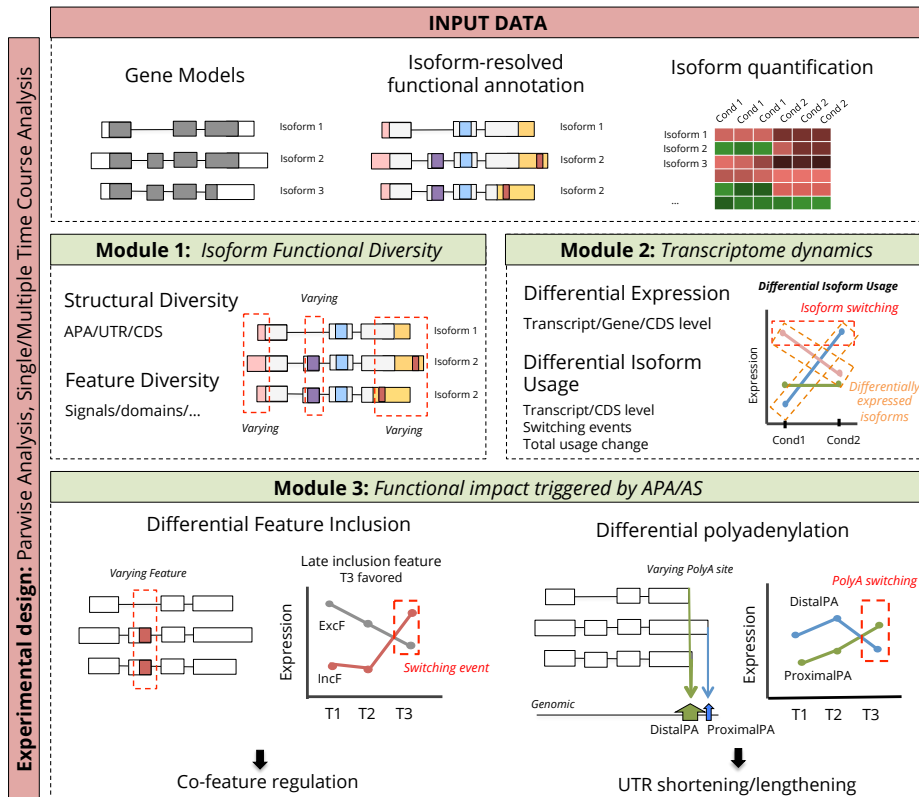 INPUT DATA
Experimental design: Parwise Analysis, Single/Multiple Time Course Analysis
Gene Models
Isoform 1
Isoform 2
Isoform 3
Isoform-resolved
functional annotation
Isoform 1
Isoform 2
Isoform 2
Isoform quantification
Cond 1 Cond 1 Cond 1 Cond 2 Cond 2 Cond 2
Isoform 1
Isoform 2
Isoform 3
...
Module 1: Isoform Functional Diversity
Structural Diversity
APA/UTR/CDS
Feature Diversity
Signals/domains/...
Varying
Isoform 1
Isoform 2
Isoform 2
Varying
Varying
Module 2: Transcriptome dynamics
Differential Expression
Transcript/Gene/CDS level
Differential Isoform
Usage
Transcript/CDS level
Switching events
Total usage change
Differential Isoform Usage
Isoform switching
Expression
Differentially
expressed
isoforms
Cond1 Cond2
Module 3: Functional impact triggered by APA/AS
Differential Feature Inclusion
Varying Feature
Late inclusion feature
T3 favored
Expression
ExcF
IncF
Switching event
T1 T2 T3
Co-feature regulation
Differential polyadenylation
Varying PolyA site
Genomic
DistalPA ProximalPA
PolyA switching
Expression
DistalPA
ProximalPA
T1 T2 T3
UTR shortening/lengthening